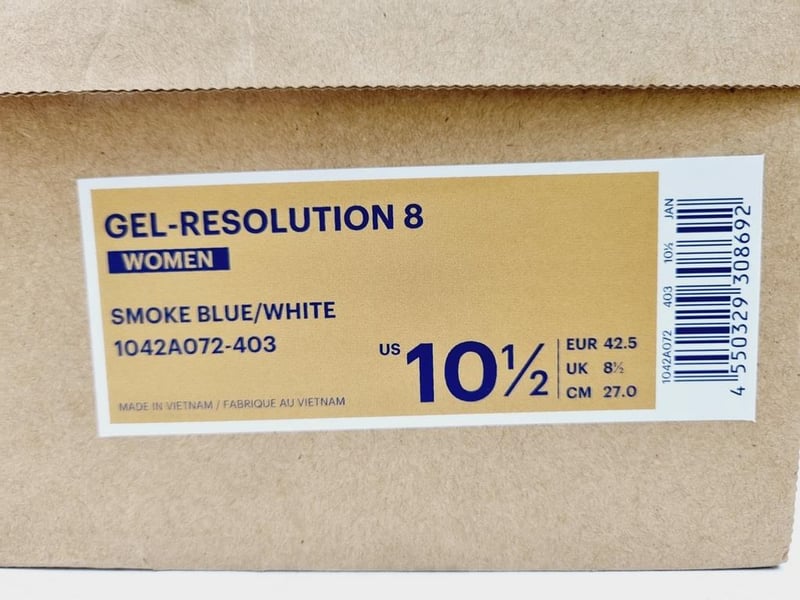 GEL-RESOLUTION 8
WOMEN
SMOKE BLUE/WHITE
1042A072-403
MADE IN VIETNAM / FABRIQUE AU VIETNAM
US 10½
EUR 42.5
UK 8½
CM 27.0
1042A072 403 10½ JAN
4 550329 308692